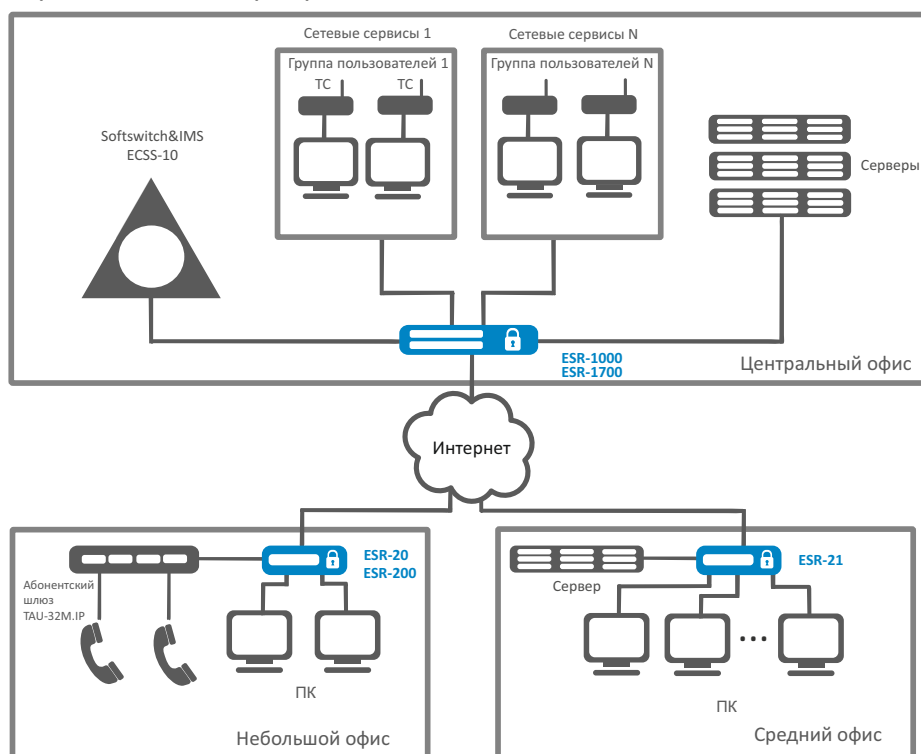 Сетевые сервисы 1
Сетевые сервисы N
Группа пользователей 1
Группа пользователей N
ТС
ТС
Softswitch&IMS
ECSS-10
Серверы
ESR-1000
ESR-1700
Центральный офис
Интернет
ESR-20
ESR-200
Абонентский
шлюз
TAU-32M.IP
ПК
Небольшой офис
ESR-21
Сервер
...
ПК
Средний офис